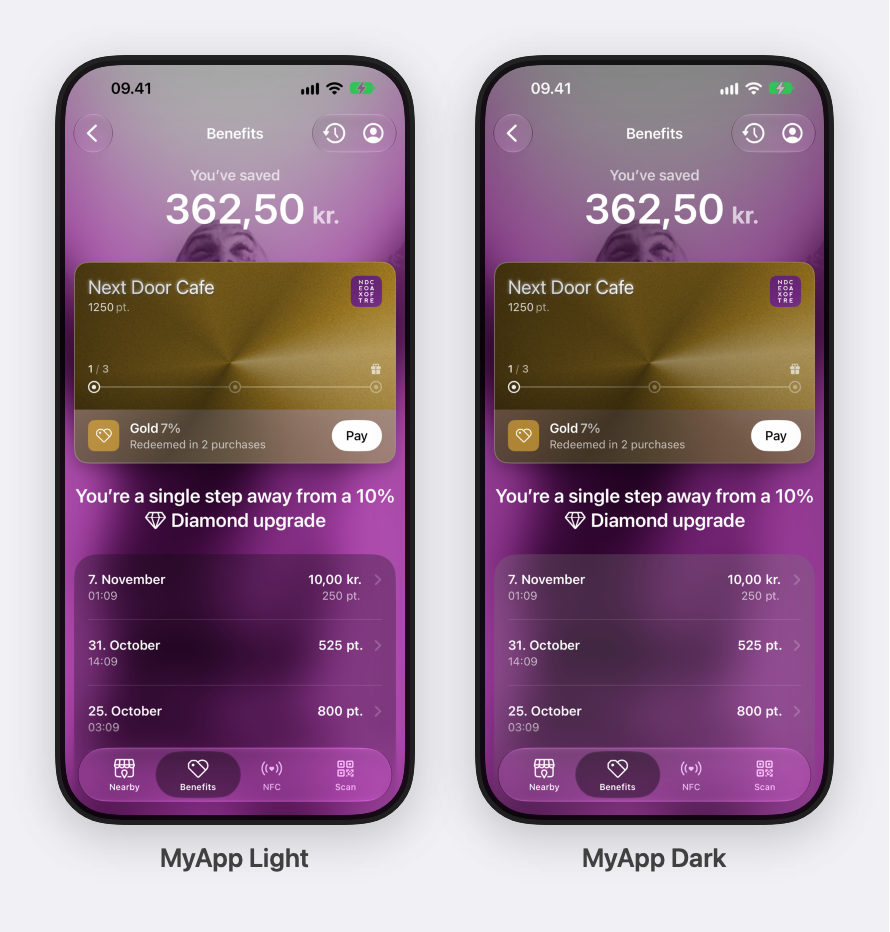 09.41
Benefits
You've saved
362,50 kr.
Next Door Cafe
1250 pt.
NDC
EOA
XOF
TRE
1 / 3
Gold 7%
Redeemed in 2 purchases
Pay
You're a single step away from a 10%
Diamond upgrade
7. November 10,00 kr.
01:09 250 pt.
31. October 525 pt.
14:09
25. October 800 pt.
03:09
Nearby Benefits NFC Scan
MyApp Light
09.41
Benefits
You've saved
362,50 kr.
Next Door Cafe
1250 pt.
NDC
EOA
XOF
TRE
1 / 3
Gold 7%
Redeemed in 2 purchases
Pay
You're a single step away from a 10%
Diamond upgrade
7. November 10,00 kr.
01:09 250 pt.
31. October 525 pt.
14:09
25. October 800 pt.
03:09
Nearby Benefits NFC Scan
MyApp Dark